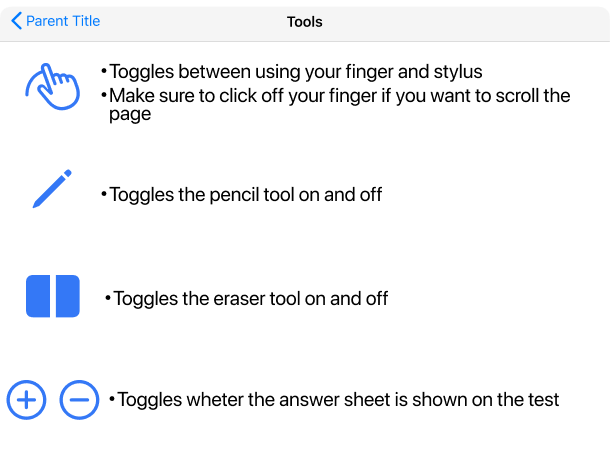 Parent Title
Tools
•Toggles between using your finger and stylus
•Make sure to click off your finger if you want to scroll the
page
•Toggles the pencil tool on and off
•Toggles the eraser tool on and off
•Toggles wheter the answer sheet is shown on the test